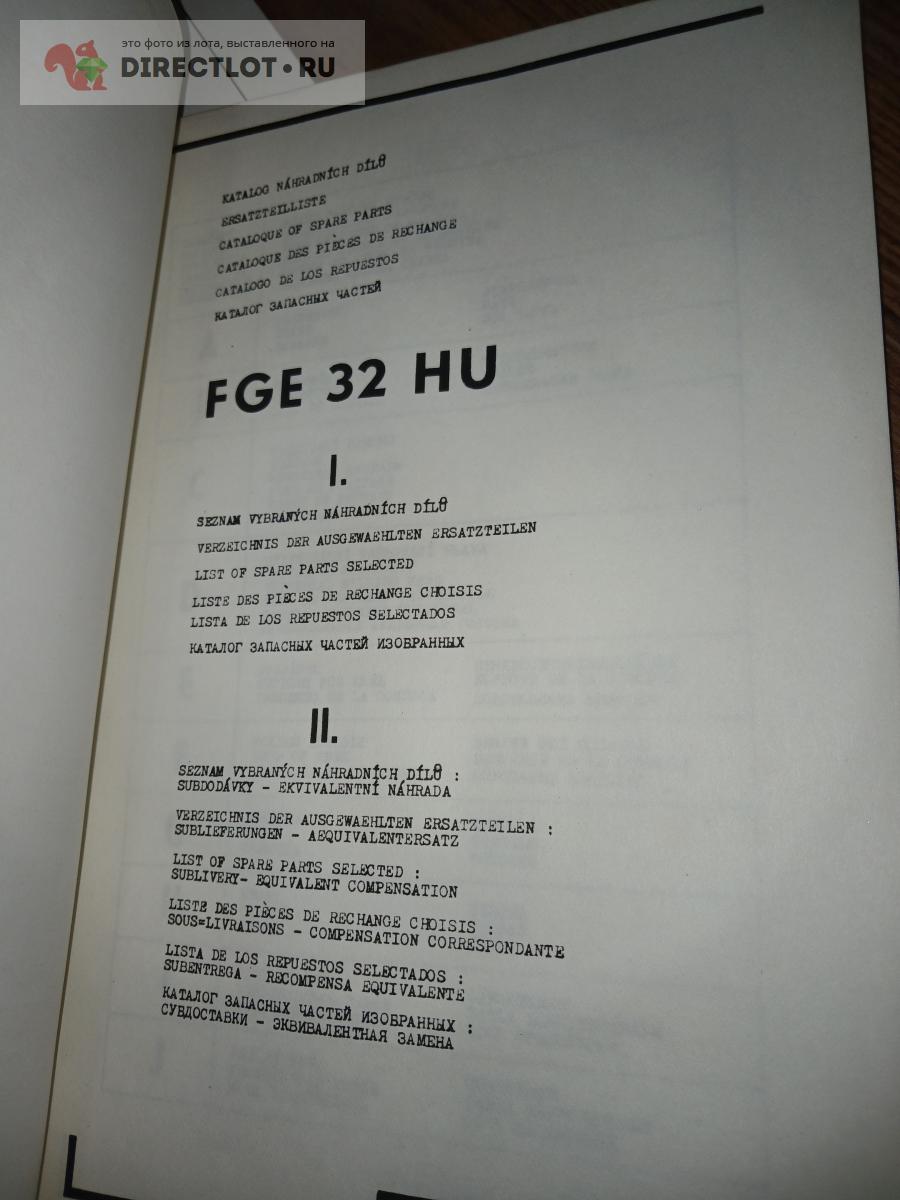 это фото из лота, выставленного на
DIRECTLOT•RU
KATALOG NÁHRADNÍCH DÍLŮ
ERSATZTEILLISTE
CATALOQUE OF SPARE PARTS
CATALOQUE DES PIÈCES DE RECHANGE
CATALOGO DE LOS REPUESTOS
КАТАЛОГ ЗАПАСНЫХ ЧАСТЕЙ
FGE 32 HU
I.
SEZNAM VYBRANÝCH NÁHRADNÍCH DÍLŮ
VERZEICHNIS DER AUSGEWAEHLTEN ERSATZTEILEN
LIST OF SPARE PARTS SELECTED
LISTE DES PIÈCES DE RECHANGE CHOISIS
LISTA DE LOS REPUESTOS SELECTADOS
КАТАЛОГ ЗАПАСНЫХ ЧАСТЕЙ ИЗОБРАННЫХ
II.
SEZNAM VYBRANÝCH NÁHRADNÍCH DÍLŮ :
SUBDODÁVKY - EKVIVALENTNÍ NÁHRADA
VERZEICHNIS DER AUSGEWAEHLTEN ERSATZTEILEN :
SUBLIEFERUNGEN - AEQUIVALENTERSATZ
LIST OF SPARE PARTS SELECTED :
SUBLIVERY- EQUIVALENT COMPENSATION
LISTE DES PIÈCES DE RECHANGE CHOISIS :
SOUS=LIVRAISONS - COMPENSATION CORRESPONDANTE
LISTA DE LOS REPUESTOS SELECTADOS :
SUBENTREGA - RECOMPENSA EQUIVALENTE
КАТАЛОГ ЗАПАСНЫХ ЧАСТЕЙ ИЗОБРАННЫХ :
СУБДОСТАВКИ - ЭКВИВАЛЕНТНАЯ ЗАМЕНА